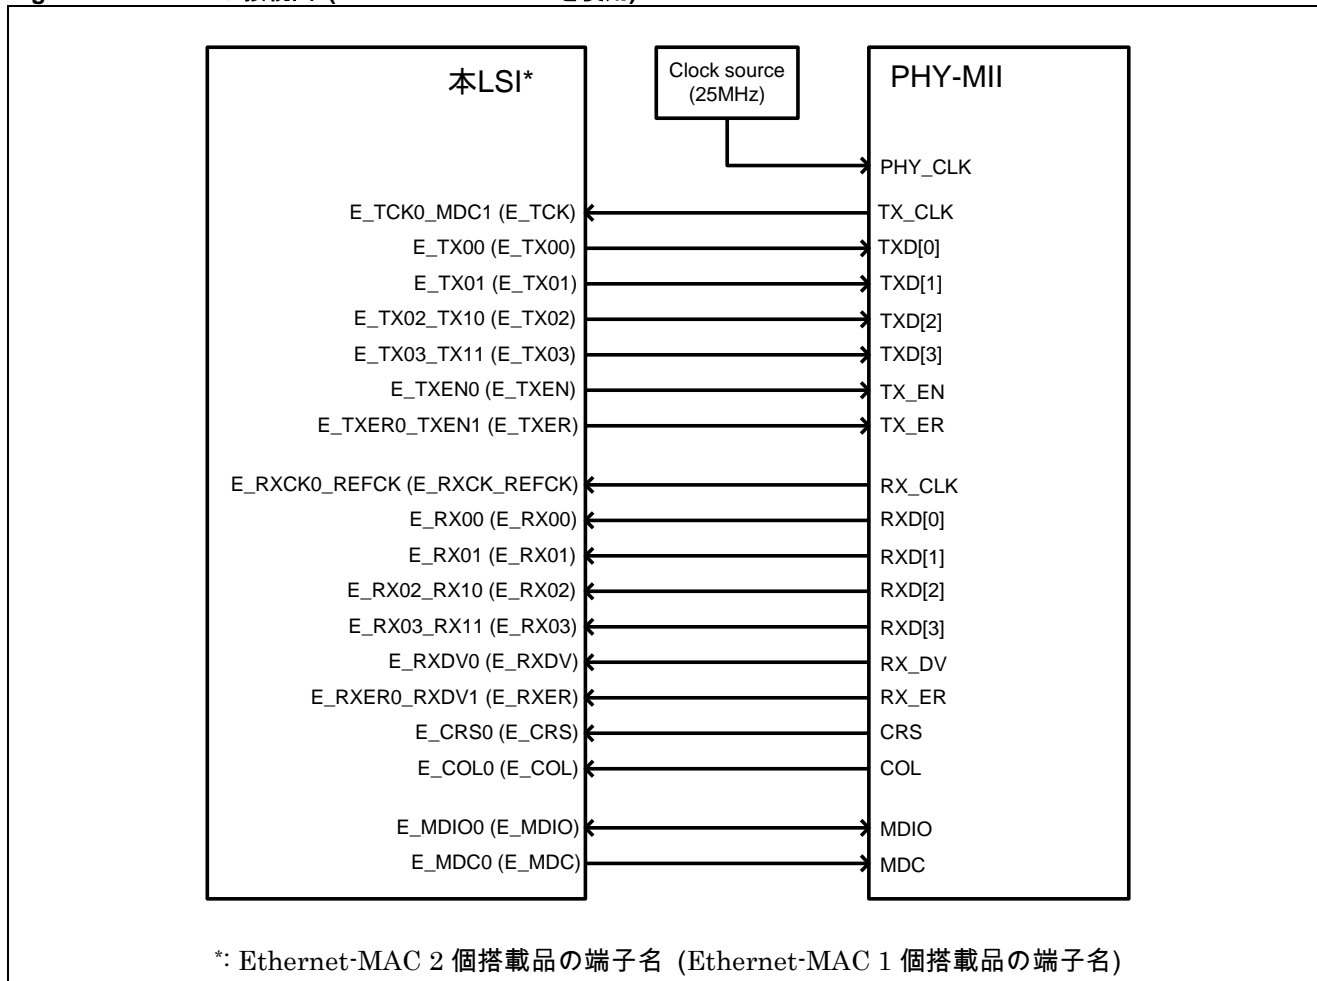 本LSI*
Clock source
(25MHz)
PHY-MII
PHY_CLK
E_TCK0_MDC1 (E_TCK) TX_CLK
E_TX00 (E_TX00) TXD[0]
E_TX01 (E_TX01) TXD[1]
E_TX02_TX10 (E_TX02) TXD[2]
E_TX03_TX11 (E_TX03) TXD[3]
E_TXEN0 (E_TXEN) TX_EN
E_TXER0_TXEN1 (E_TXER) TX_ER
E_RXCK0_REFCK (E_RXCK_REFCK) RX_CLK
E_RX00 (E_RX00) RXD[0]
E_RX01 (E_RX01) RXD[1]
E_RX02_RX10 (E_RX02) RXD[2]
E_RX03_RX11 (E_RX03) RXD[3]
E_RXDV0 (E_RXDV) RX_DV
E_RXER0_RXDV1 (E_RXER) RX_ER
E_CRS0 (E_CRS) CRS
E_COL0 (E_COL) COL
E_MDIO0 (E_MDIO) MDIO
E_MDC0 (E_MDC) MDC
*: Ethernet-MAC 2 個搭載品の端子名 (Ethernet-MAC 1 個搭載品の端子名)